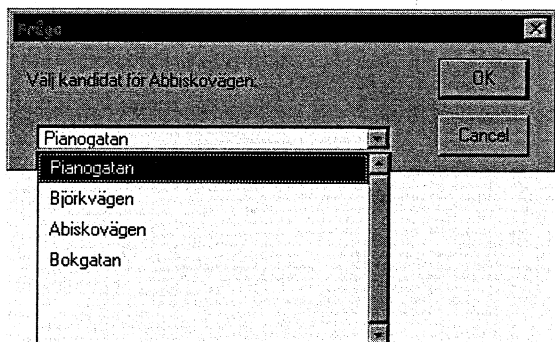 Fråga
Välj kandidat för Abbiskovägen:
OK
Cancel
Pianogatan
Pianogatan
Björkvägen
Abiskovägen
Bokgatan